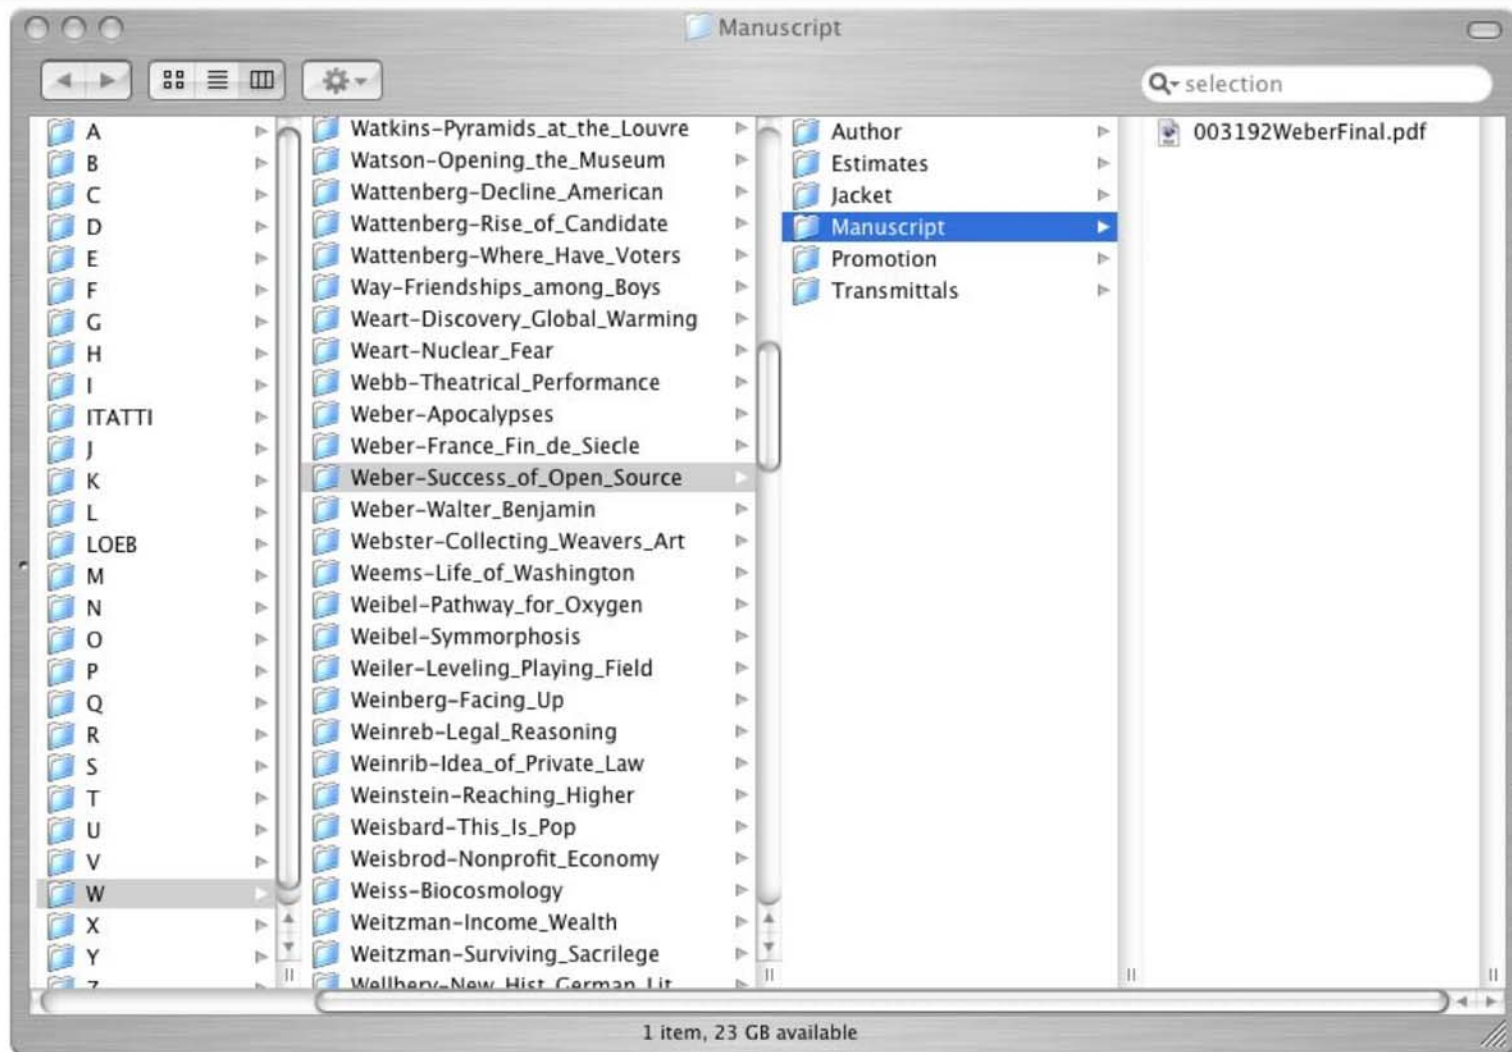 Manuscript
selection
A
B
C
D
E
F
G
H
I
ITATTI
J
K
L
LOEB
M
N
O
P
Q
R
S
T
U
V
W
X
Y
Z
Watkins-Pyramids_at_the_Louvre
Watson-Opening_the_Museum
Wattenberg-Decline_American
Wattenberg-Rise_of_Candidate
Wattenberg-Where_Have_Voters
Way-Friendships_among_Boys
Weart-Discovery_Global_Warming
Weart-Nuclear_Fear
Webb-Theatrical_Performance
Weber-Apocalypses
Weber-France_Fin_de_Siecle
Weber-Success_of_Open_Source
Weber-Walter_Benjamin
Webster-Collecting_Weavers_Art
Weems-Life_of_Washington
Weibel-Pathway_for_Oxygen
Weibel-Symmorphosis
Weiler-Leveling_Playing_Field
Weinberg-Facing_Up
Weinreb-Legal_Reasoning
Weinrib-Idea_of_Private_Law
Weinstein-Reaching_Higher
Weisbard-This_Is_Pop
Weisbrod-Nonprofit_Economy
Weiss-Biocosmology
Weitzman-Income_Wealth
Weitzman-Surviving_Sacrilege
Wellbery-New_Hist_German_Lit
Author
Estimates
Jacket
Manuscript
Promotion
Transmittals
003192WeberFinal.pdf
1 item, 23 GB available